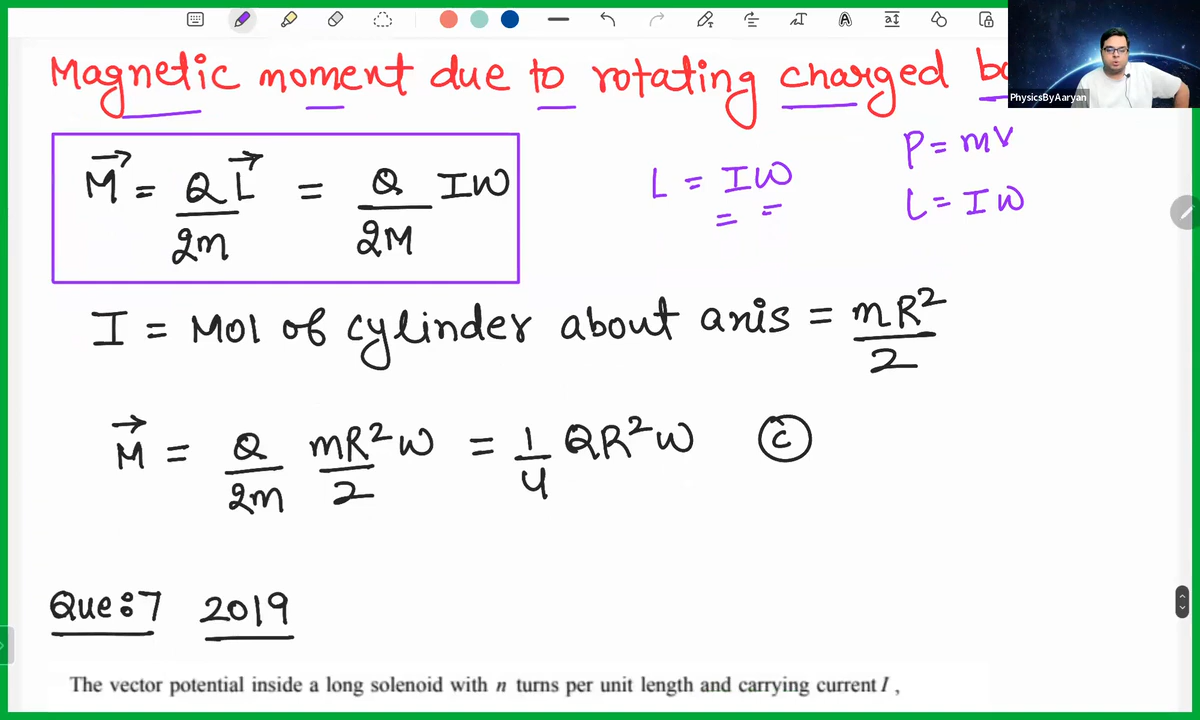 Magnetic moment due to rotating charged
PhysicsByAaryan
M⃗ = QL⃗/2m = Q/2M Iω
L = Iω
P = mv
L = Iω
I = MOI of cylinder about axis = mR²/2
M⃗ = Q/2m mR²ω/2 = 1/4 QR²ω (C)
Que:7 2019
The vector potential inside a long solenoid with n turns per unit length and carrying current I ,